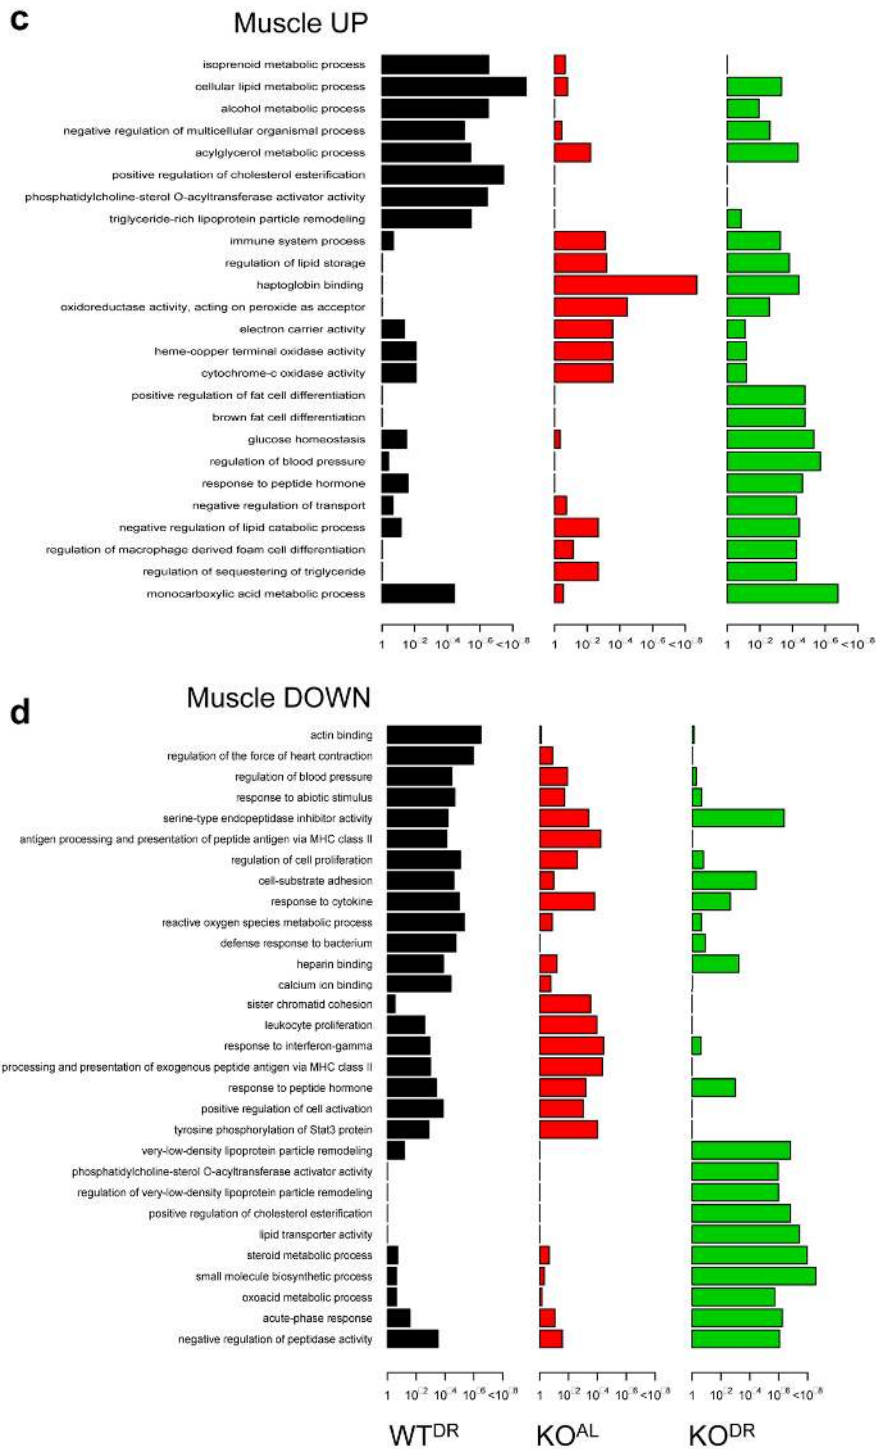 c
Muscle UP
isoprenoid metabolic process
cellular lipid metabolic process
alcohol metabolic process
negative regulation of multicellular organismal process
acylglycerol metabolic process
positive regulation of cholesterol esterification
phosphatidylcholine-sterol O-acyltransferase activator activity
triglyceride-rich lipoprotein particle remodeling
immune system process
regulation of lipid storage
haptoglobin binding
oxidoreductase activity, acting on peroxide as acceptor
electron carrier activity
heme-copper terminal oxidase activity
cytochrome-c oxidase activity
positive regulation of fat cell differentiation
brown fat cell differentiation
glucose homeostasis
regulation of blood pressure
response to peptide hormone
negative regulation of transport
negative regulation of lipid catabolic process
regulation of macrophage derived foam cell differentiation
regulation of sequestering of triglyceride
monocarboxylic acid metabolic process
1 10⁻² 10⁻⁴ 10⁻⁶ <10⁻⁸ 1 10⁻² 10⁻⁴ 10⁻⁶ <10⁻⁸ 1 10⁻² 10⁻⁴ 10⁻⁶ <10⁻⁸
d
Muscle DOWN
actin binding
regulation of the force of heart contraction
regulation of blood pressure
response to abiotic stimulus
serine-type endopeptidase inhibitor activity
antigen processing and presentation of peptide antigen via MHC class II
regulation of cell proliferation
cell-substrate adhesion
response to cytokine
reactive oxygen species metabolic process
defense response to bacterium
heparin binding
calcium ion binding
sister chromatid cohesion
leukocyte proliferation
response to interferon-gamma
processing and presentation of exogenous peptide antigen via MHC class II
response to peptide hormone
positive regulation of cell activation
tyrosine phosphorylation of Stat3 protein
very-low-density lipoprotein particle remodeling
phosphatidylcholine-sterol O-acyltransferase activator activity
regulation of very-low-density lipoprotein particle remodeling
positive regulation of cholesterol esterification
lipid transporter activity
steroid metabolic process
small molecule biosynthetic process
oxoacid metabolic process
acute-phase response
negative regulation of peptidase activity
1 10⁻² 10⁻⁴ 10⁻⁶ <10⁻⁸ 1 10⁻² 10⁻⁴ 10⁻⁶ <10⁻⁸ 1 10⁻² 10⁻⁴ 10⁻⁶ <10⁻⁸
WTᴰᴿ KOᴬᴸ KOᴰᴿ